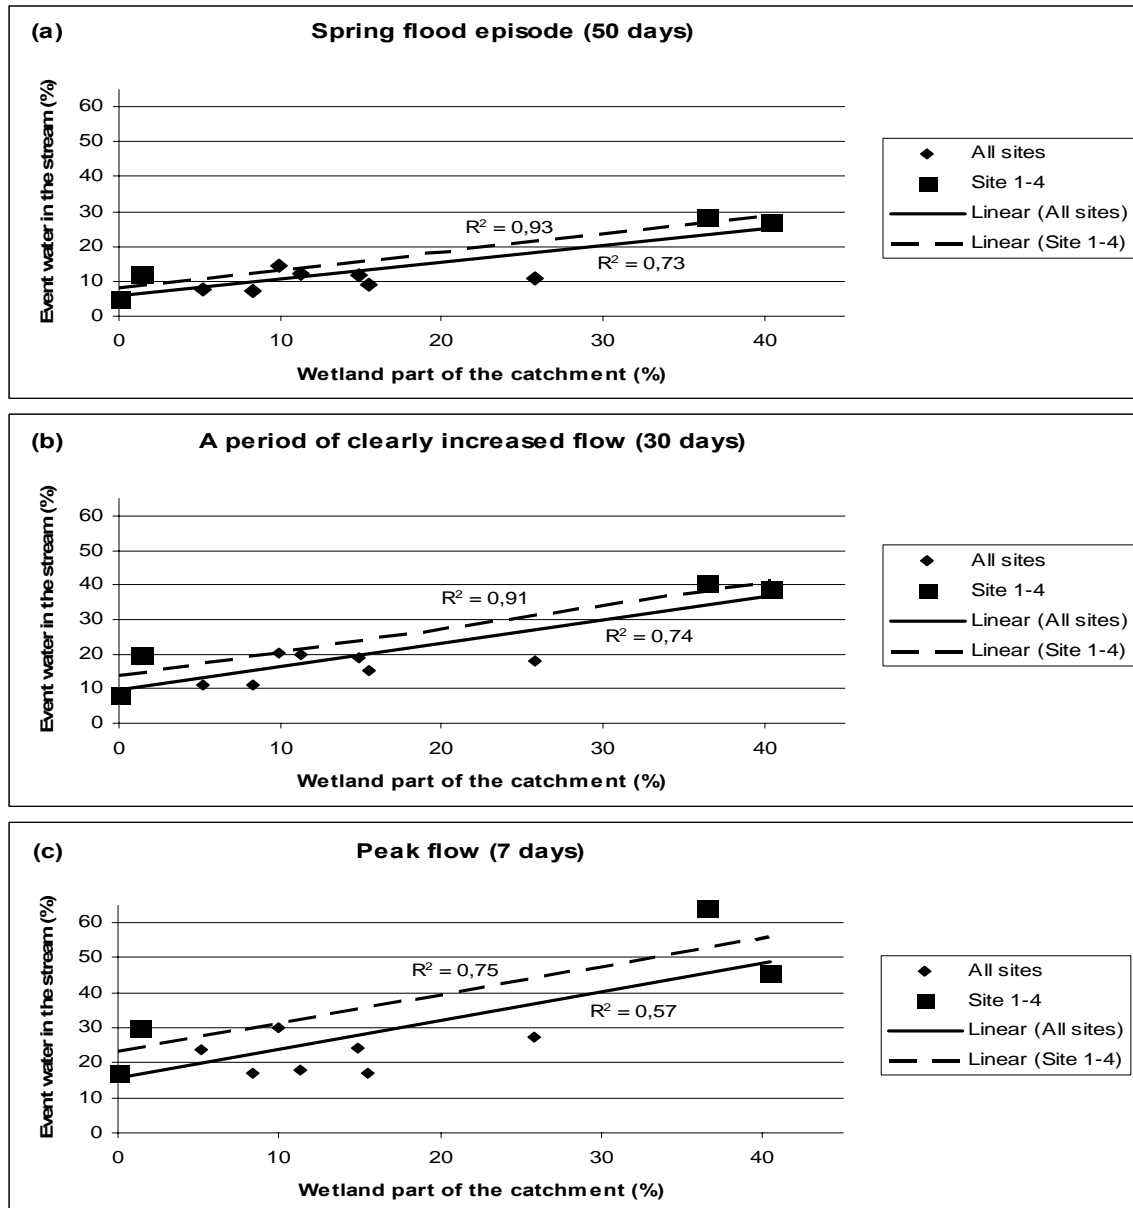 (a) Spring flood episode (50 days)
Event water in the stream (%)
60
50
40
30
20
10
0
R² = 0,93
R² = 0,73
0 10 20 30 40
Wetland part of the catchment (%)
All sites
Site 1-4
Linear (All sites)
Linear (Site 1-4)
(b) A period of clearly increased flow (30 days)
Event water in the stream (%)
60
50
40
30
20
10
0
R² = 0,91
R² = 0,74
0 10 20 30 40
Wetland part of the catchment (%)
All sites
Site 1-4
Linear (All sites)
Linear (Site 1-4)
(c) Peak flow (7 days)
Event water in the stream (%)
60
50
40
30
20
10
0
R² = 0,75
R² = 0,57
0 10 20 30 40
Wetland part of the catchment (%)
All sites
Site 1-4
Linear (All sites)
Linear (Site 1-4)